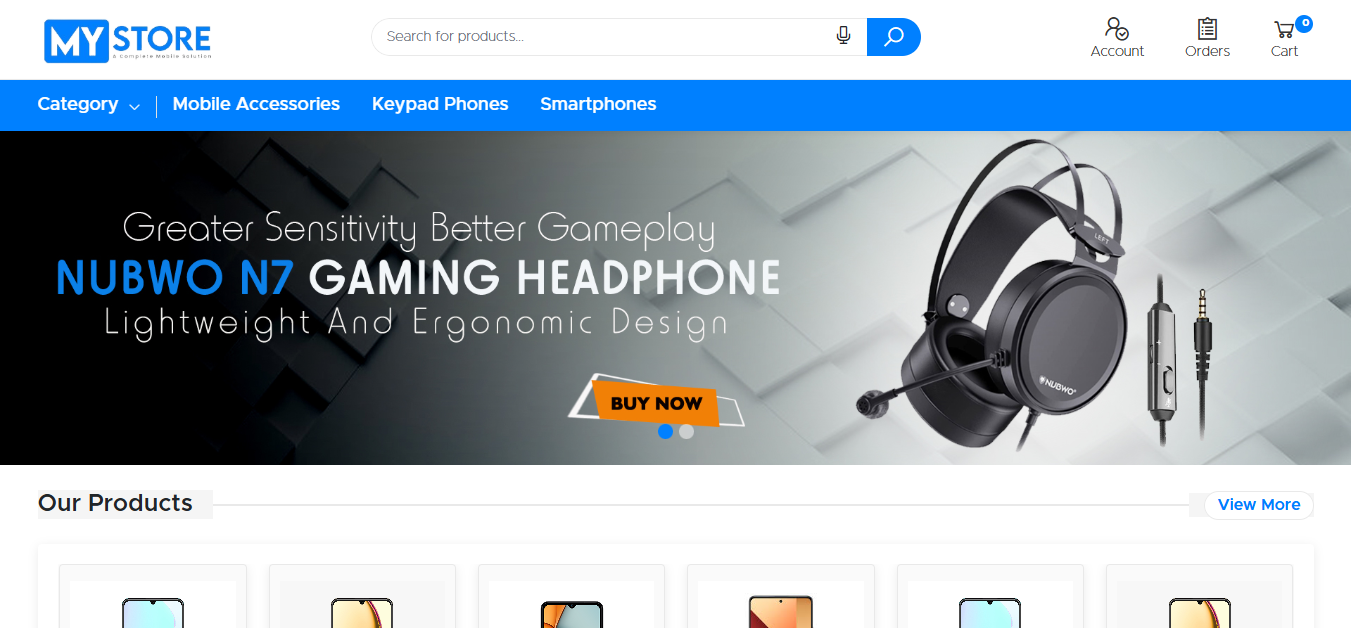 MY STORE
a Complete Mobile Solution
Search for products...
Account
Orders
0
Cart
Category
Mobile Accessories
Keypad Phones
Smartphones
Greater Sensitivity Better Gameplay
NUBWO N7 GAMING HEADPHONE
Lightweight And Ergonomic Design
BUY NOW
LEFT
NUBWO
Our Products
View More